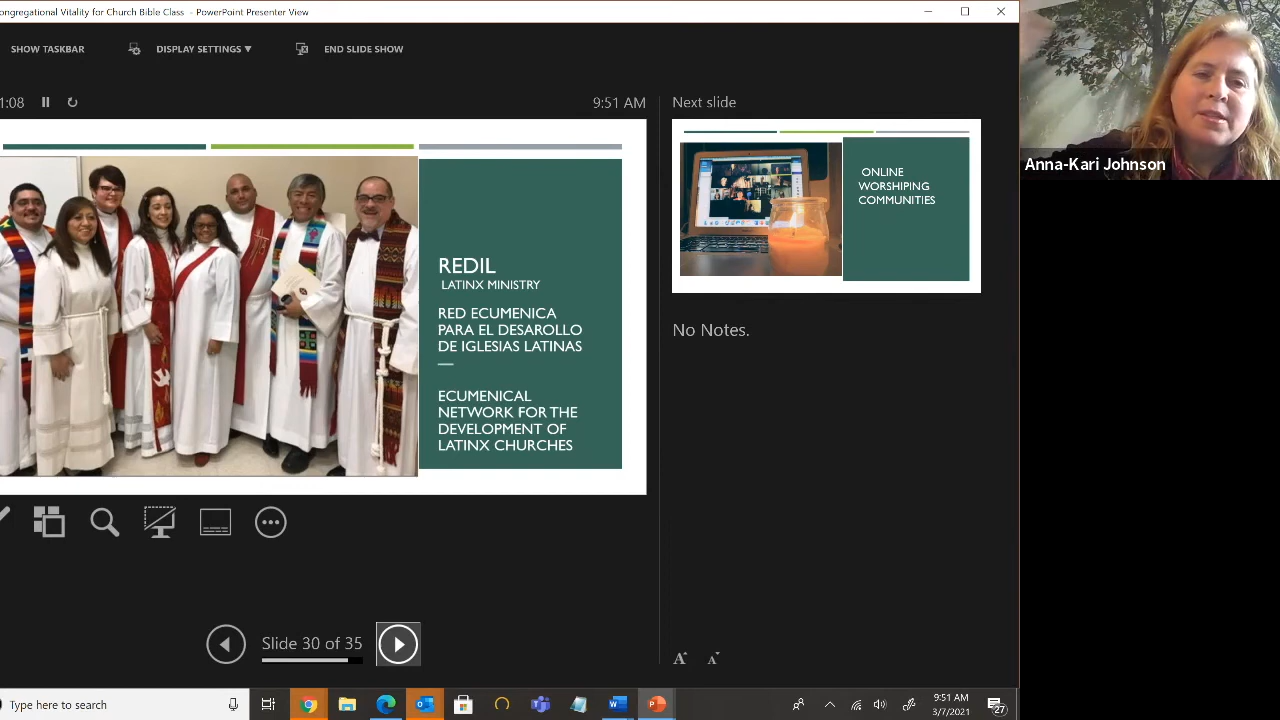 ongregational Vitality for Church Bible Class - PowerPoint Presenter View
SHOW TASKBAR
DISPLAY SETTINGS ▼
END SLIDE SHOW
1:08
9:51 AM
REDIL
LATINX MINISTRY
RED ECUMENICA
PARA EL DESAROLLO
DE IGLESIAS LATINAS
ECUMENICAL
NETWORK FOR THE
DEVELOPMENT OF
LATINX CHURCHES
Slide 30 of 35
Next slide
ONLINE
WORSHIPING
COMMUNITIES
No Notes.
A A
Anna-Kari Johnson
Type here to search
9:51 AM
3/7/2021
27